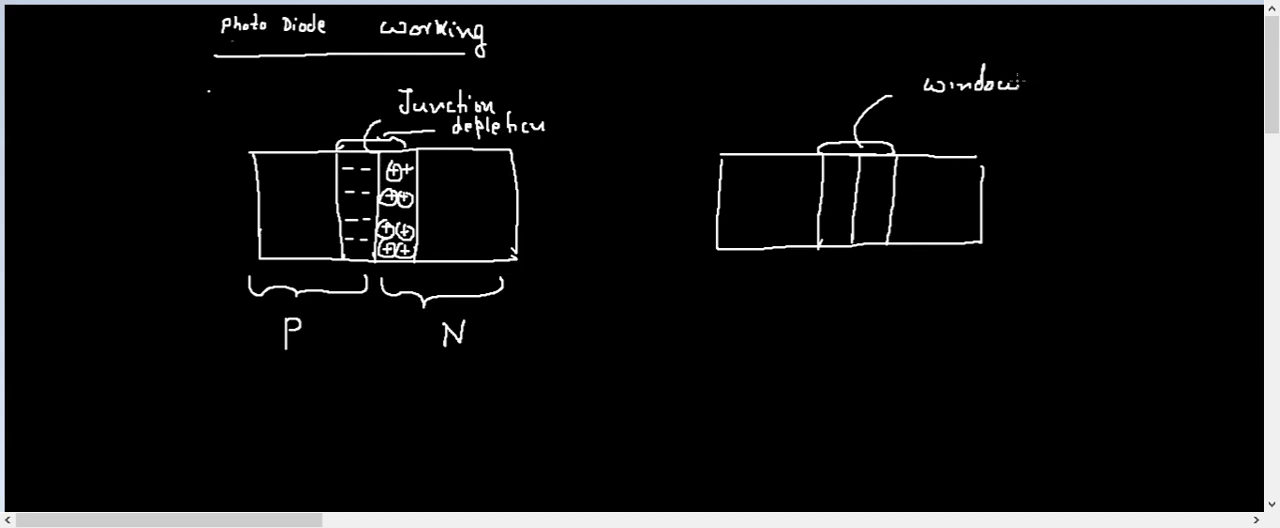 Photo Diode working
Junction
depletion
window
P
N